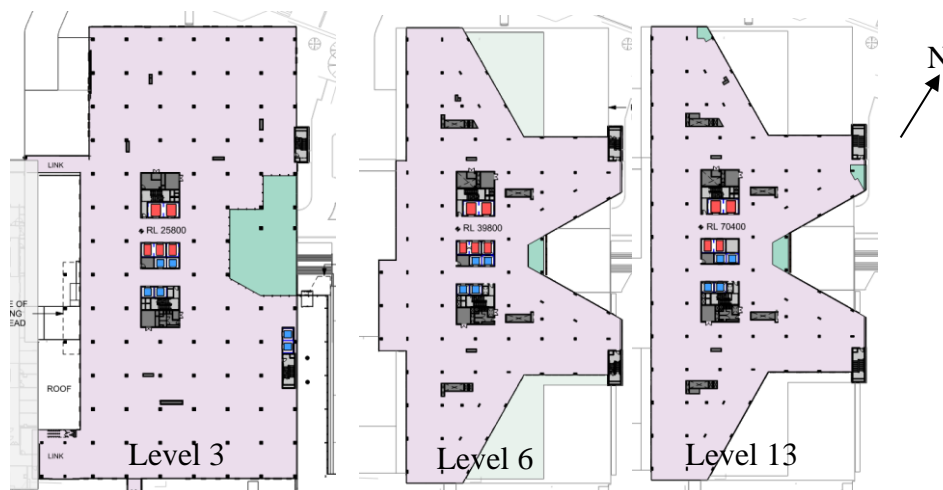 N
LINK
RL 25800
RL 39800
RL 70400
E OF
NG
EAD
ROOF
LINK
Level 3
Level 6
Level 13